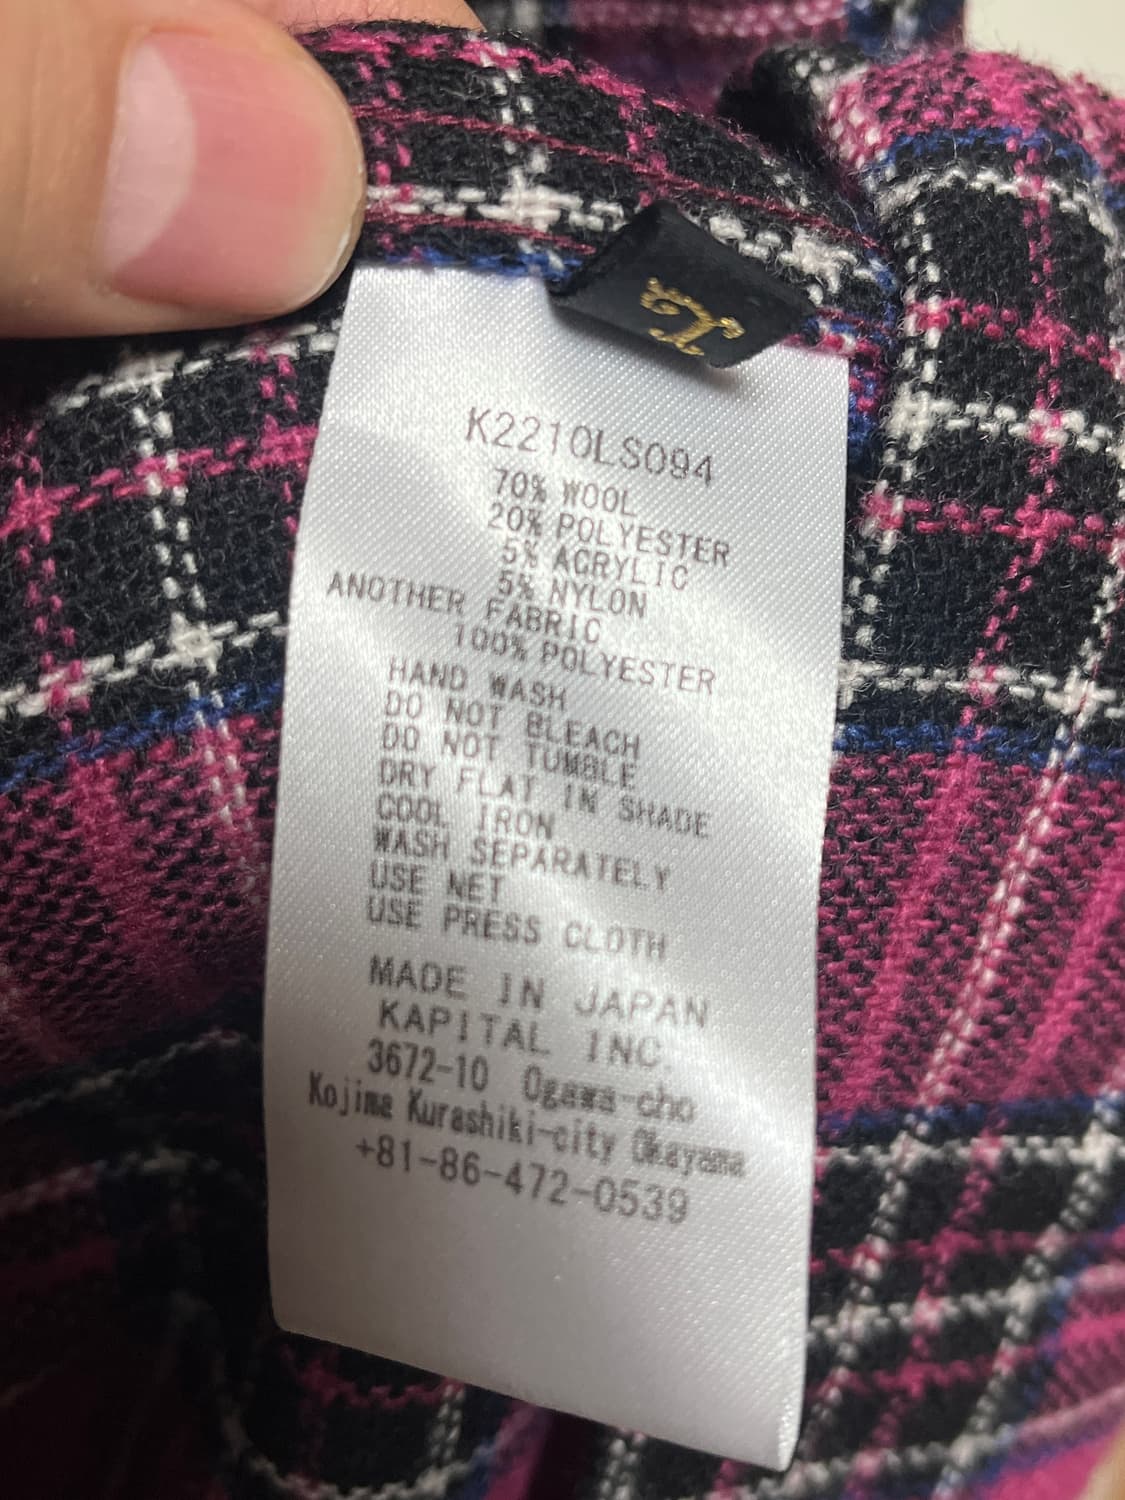 K2210LS094
70% WOOL
20% POLYESTER
5% ACRYLIC
5% NYLON
ANOTHER FABRIC
100% POLYESTER
HAND WASH
DO NOT BLEACH
DO NOT TUMBLE
DRY FLAT IN SHADE
COOL IRON
WASH SEPARATELY
USE NET
USE PRESS CLOTH
MADE IN JAPAN
KAPITAL INC.
3672-10 Ogawa-cho
Kojima Kurashiki-city Okayama
+81-86-472-0539